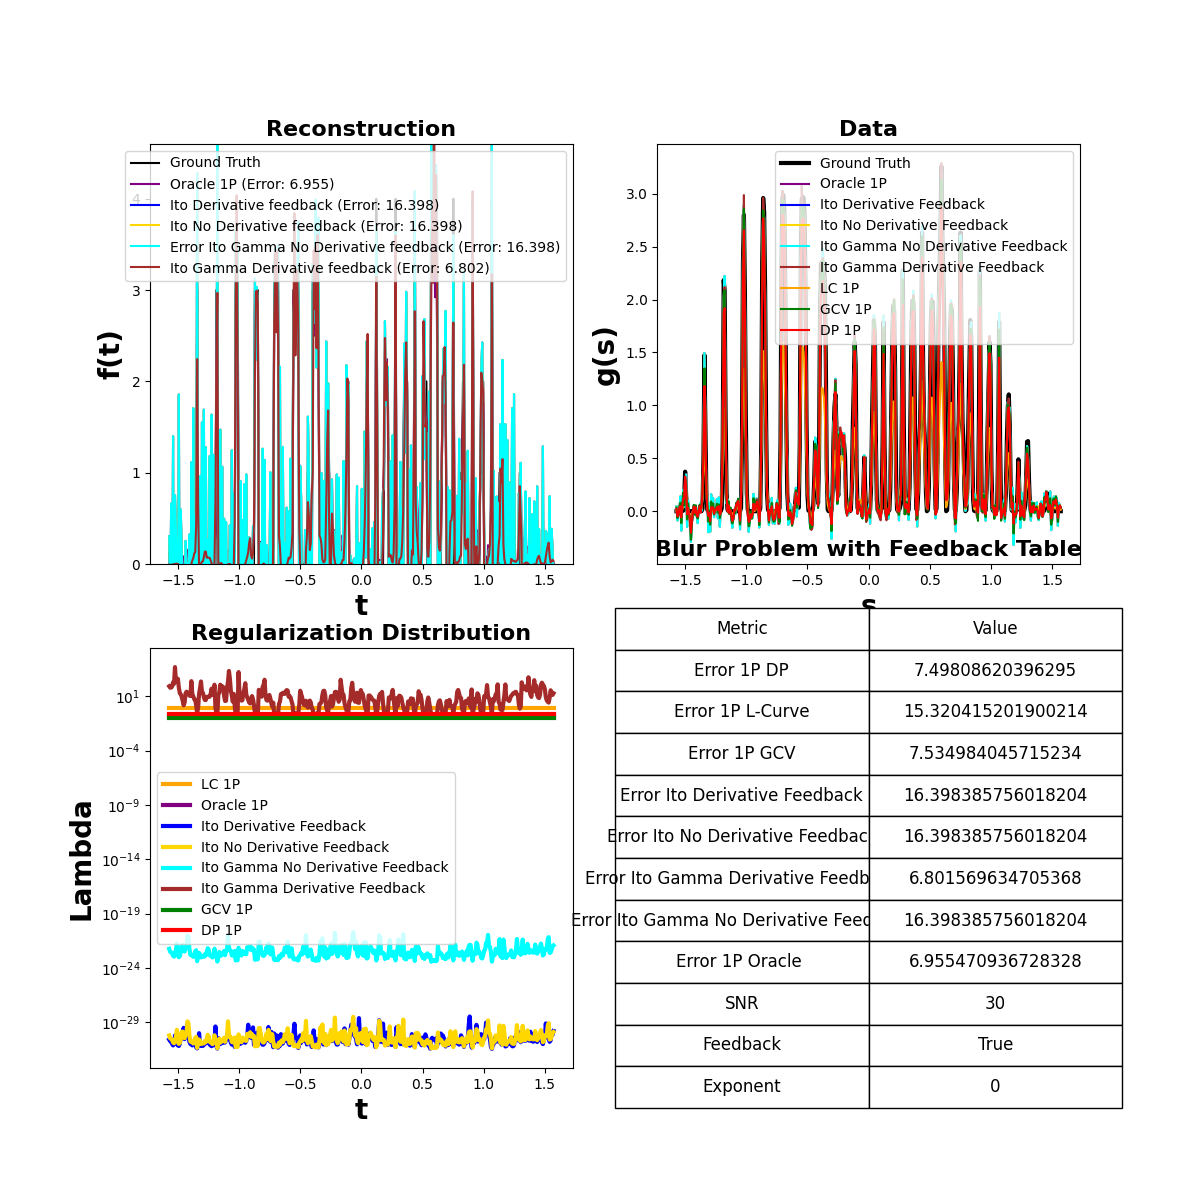 Reconstruction
Ground Truth
Oracle 1P (Error: 6.955)
Ito Derivative feedback (Error: 16.398)
Ito No Derivative feedback (Error: 16.398)
Error Ito Gamma No Derivative feedback (Error: 16.398)
Ito Gamma Derivative feedback (Error: 6.802)
f(t)
4
3
2
1
0
−1.5 −1.0 −0.5 0.0 0.5 1.0 1.5
t
Data
Ground Truth
Oracle 1P
Ito Derivative Feedback
Ito No Derivative Feedback
Ito Gamma No Derivative Feedback
Ito Gamma Derivative Feedback
LC 1P
GCV 1P
DP 1P
g(s)
3.0
2.5
2.0
1.5
1.0
0.5
0.0
−1.5 −1.0 −0.5 0.0 0.5 1.0 1.5
s
Regularization Distribution
Lambda
10^1
10^−4
10^−9
10^−14
10^−19
10^−24
10^−29
LC 1P
Oracle 1P
Ito Derivative Feedback
Ito No Derivative Feedback
Ito Gamma No Derivative Feedback
Ito Gamma Derivative Feedback
GCV 1P
DP 1P
−1.5 −1.0 −0.5 0.0 0.5 1.0 1.5
t
Blur Problem with Feedback Table
Metric Value
Error 1P DP 7.49808620396295
Error 1P L-Curve 15.320415201900214
Error 1P GCV 7.534984045715234
Error Ito Derivative Feedback 16.398385756018204
Error Ito No Derivative Feedbac 16.398385756018204
Error Ito Gamma Derivative Feedb 6.801569634705368
Error Ito Gamma No Derivative Feed 16.398385756018204
Error 1P Oracle 6.955470936728328
SNR 30
Feedback True
Exponent 0